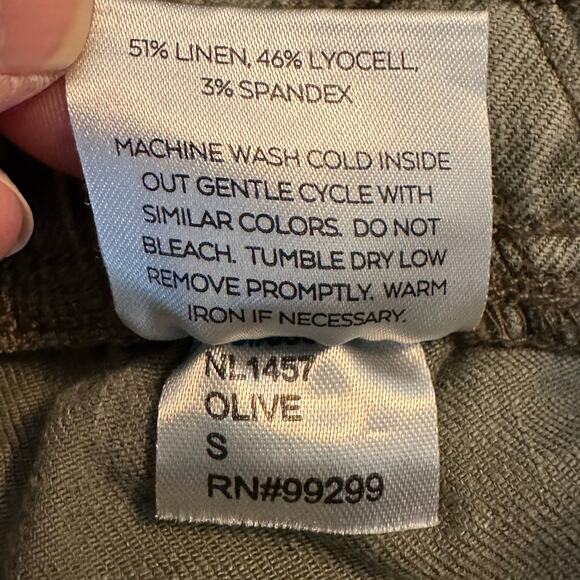 51% LINEN, 46% LYOCELL,
3% SPANDEX
MACHINE WASH COLD INSIDE
OUT GENTLE CYCLE WITH
SIMILAR COLORS. DO NOT
BLEACH. TUMBLE DRY LOW
REMOVE PROMPTLY. WARM
IRON IF NECESSARY.
NL1457
OLIVE
S
RN#99299